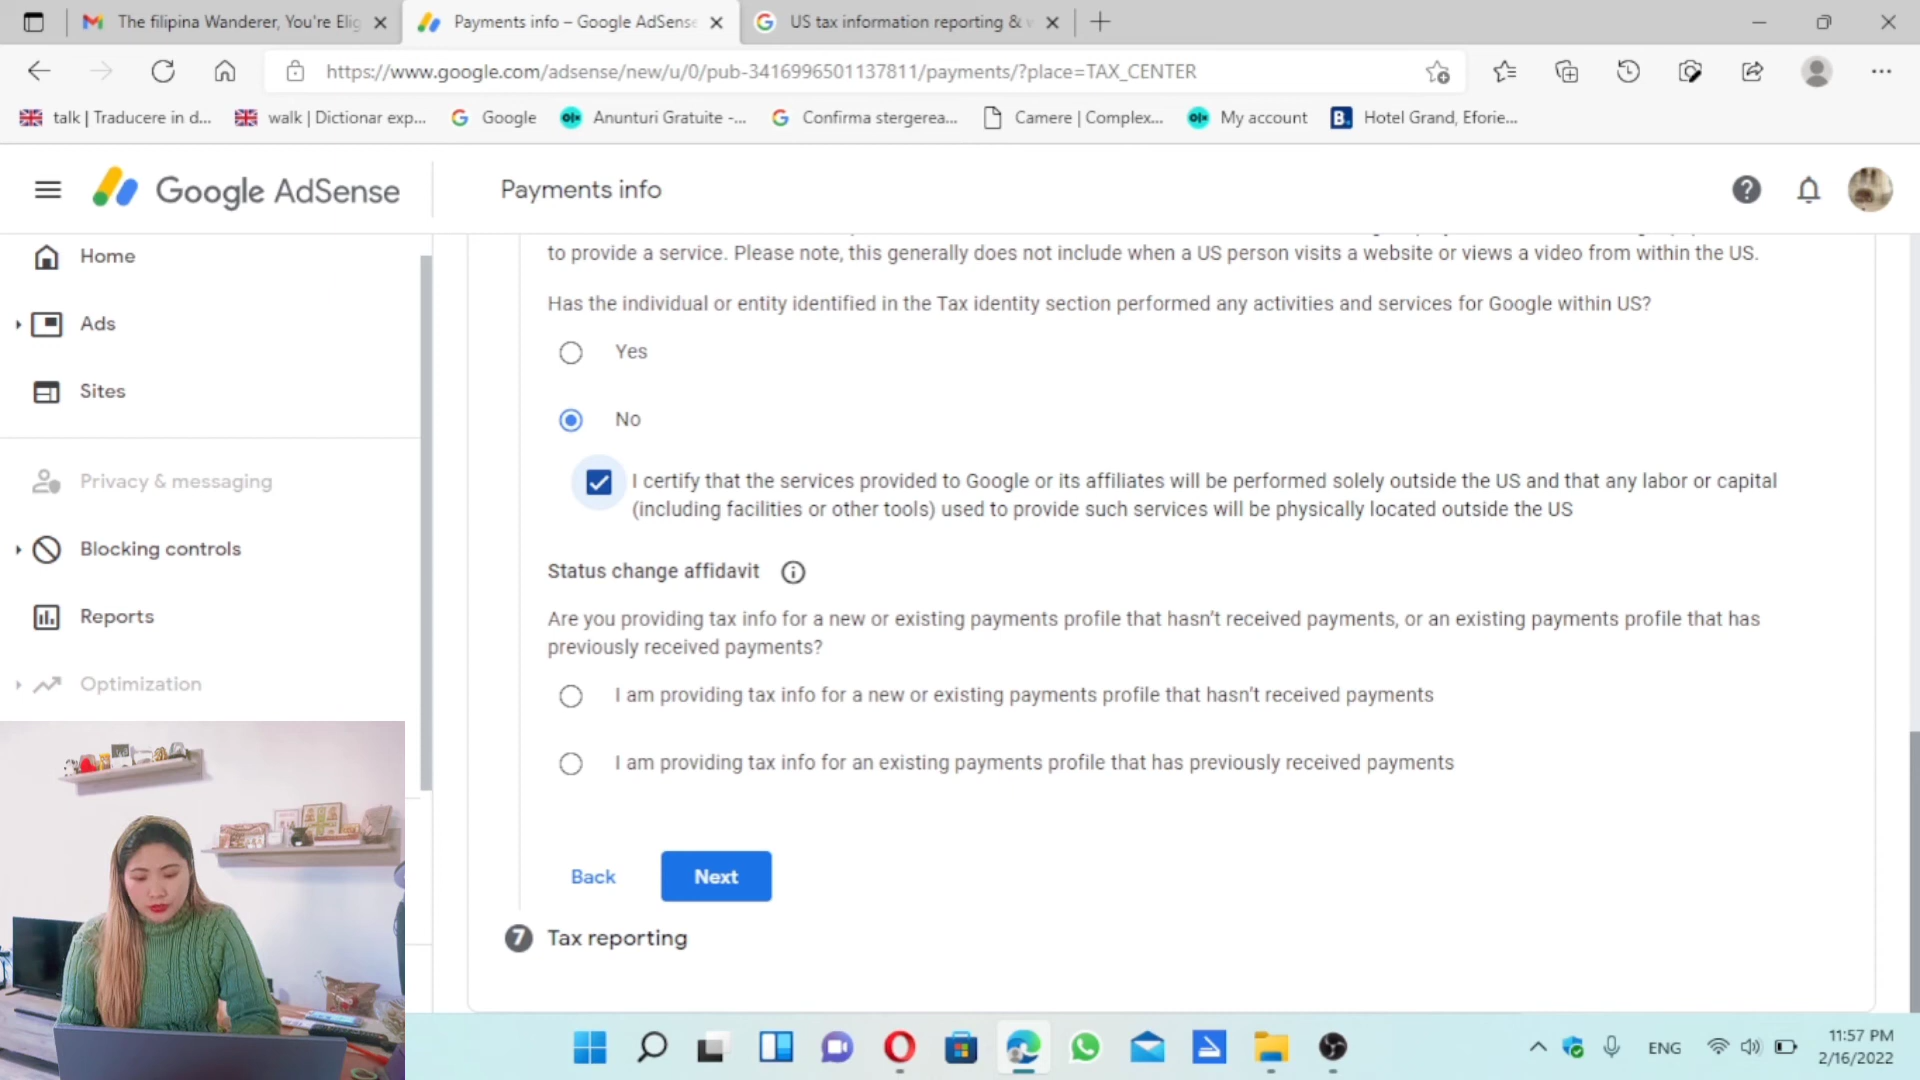 The filipina Wanderer, You're Elig
Payments info – Google AdSense
US tax information reporting &
https://www.google.com/adsense/new/u/0/pub-3416996501137811/payments/?place=TAX_CENTER
talk | Traducere in d...
walk | Dictionar exp...
Google
Anunturi Gratuite -...
Confirma stergerea...
Camere | Complex...
My account
Hotel Grand, Eforie...
Google AdSense
Payments info
Home
Ads
Sites
Privacy & messaging
Blocking controls
Reports
Optimization
to provide a service. Please note, this generally does not include when a US person visits a website or views a video from within the US.
Has the individual or entity identified in the Tax identity section performed any activities and services for Google within US?
Yes
No
I certify that the services provided to Google or its affiliates will be performed solely outside the US and that any labor or capital
(including facilities or other tools) used to provide such services will be physically located outside the US
Status change affidavit
Are you providing tax info for a new or existing payments profile that hasn't received payments, or an existing payments profile that has
previously received payments?
I am providing tax info for a new or existing payments profile that hasn't received payments
I am providing tax info for an existing payments profile that has previously received payments
Back
Next
7 Tax reporting
ENG
11:57 PM
2/16/2022